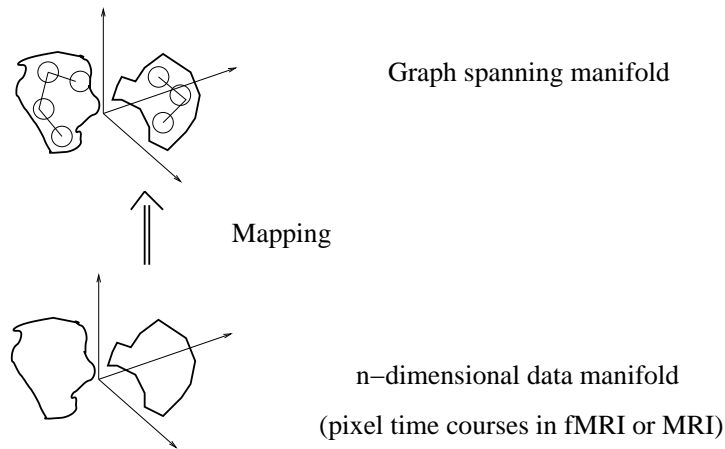 Graph spanning manifold
Mapping
n−dimensional data manifold
(pixel time courses in fMRI or MRI)